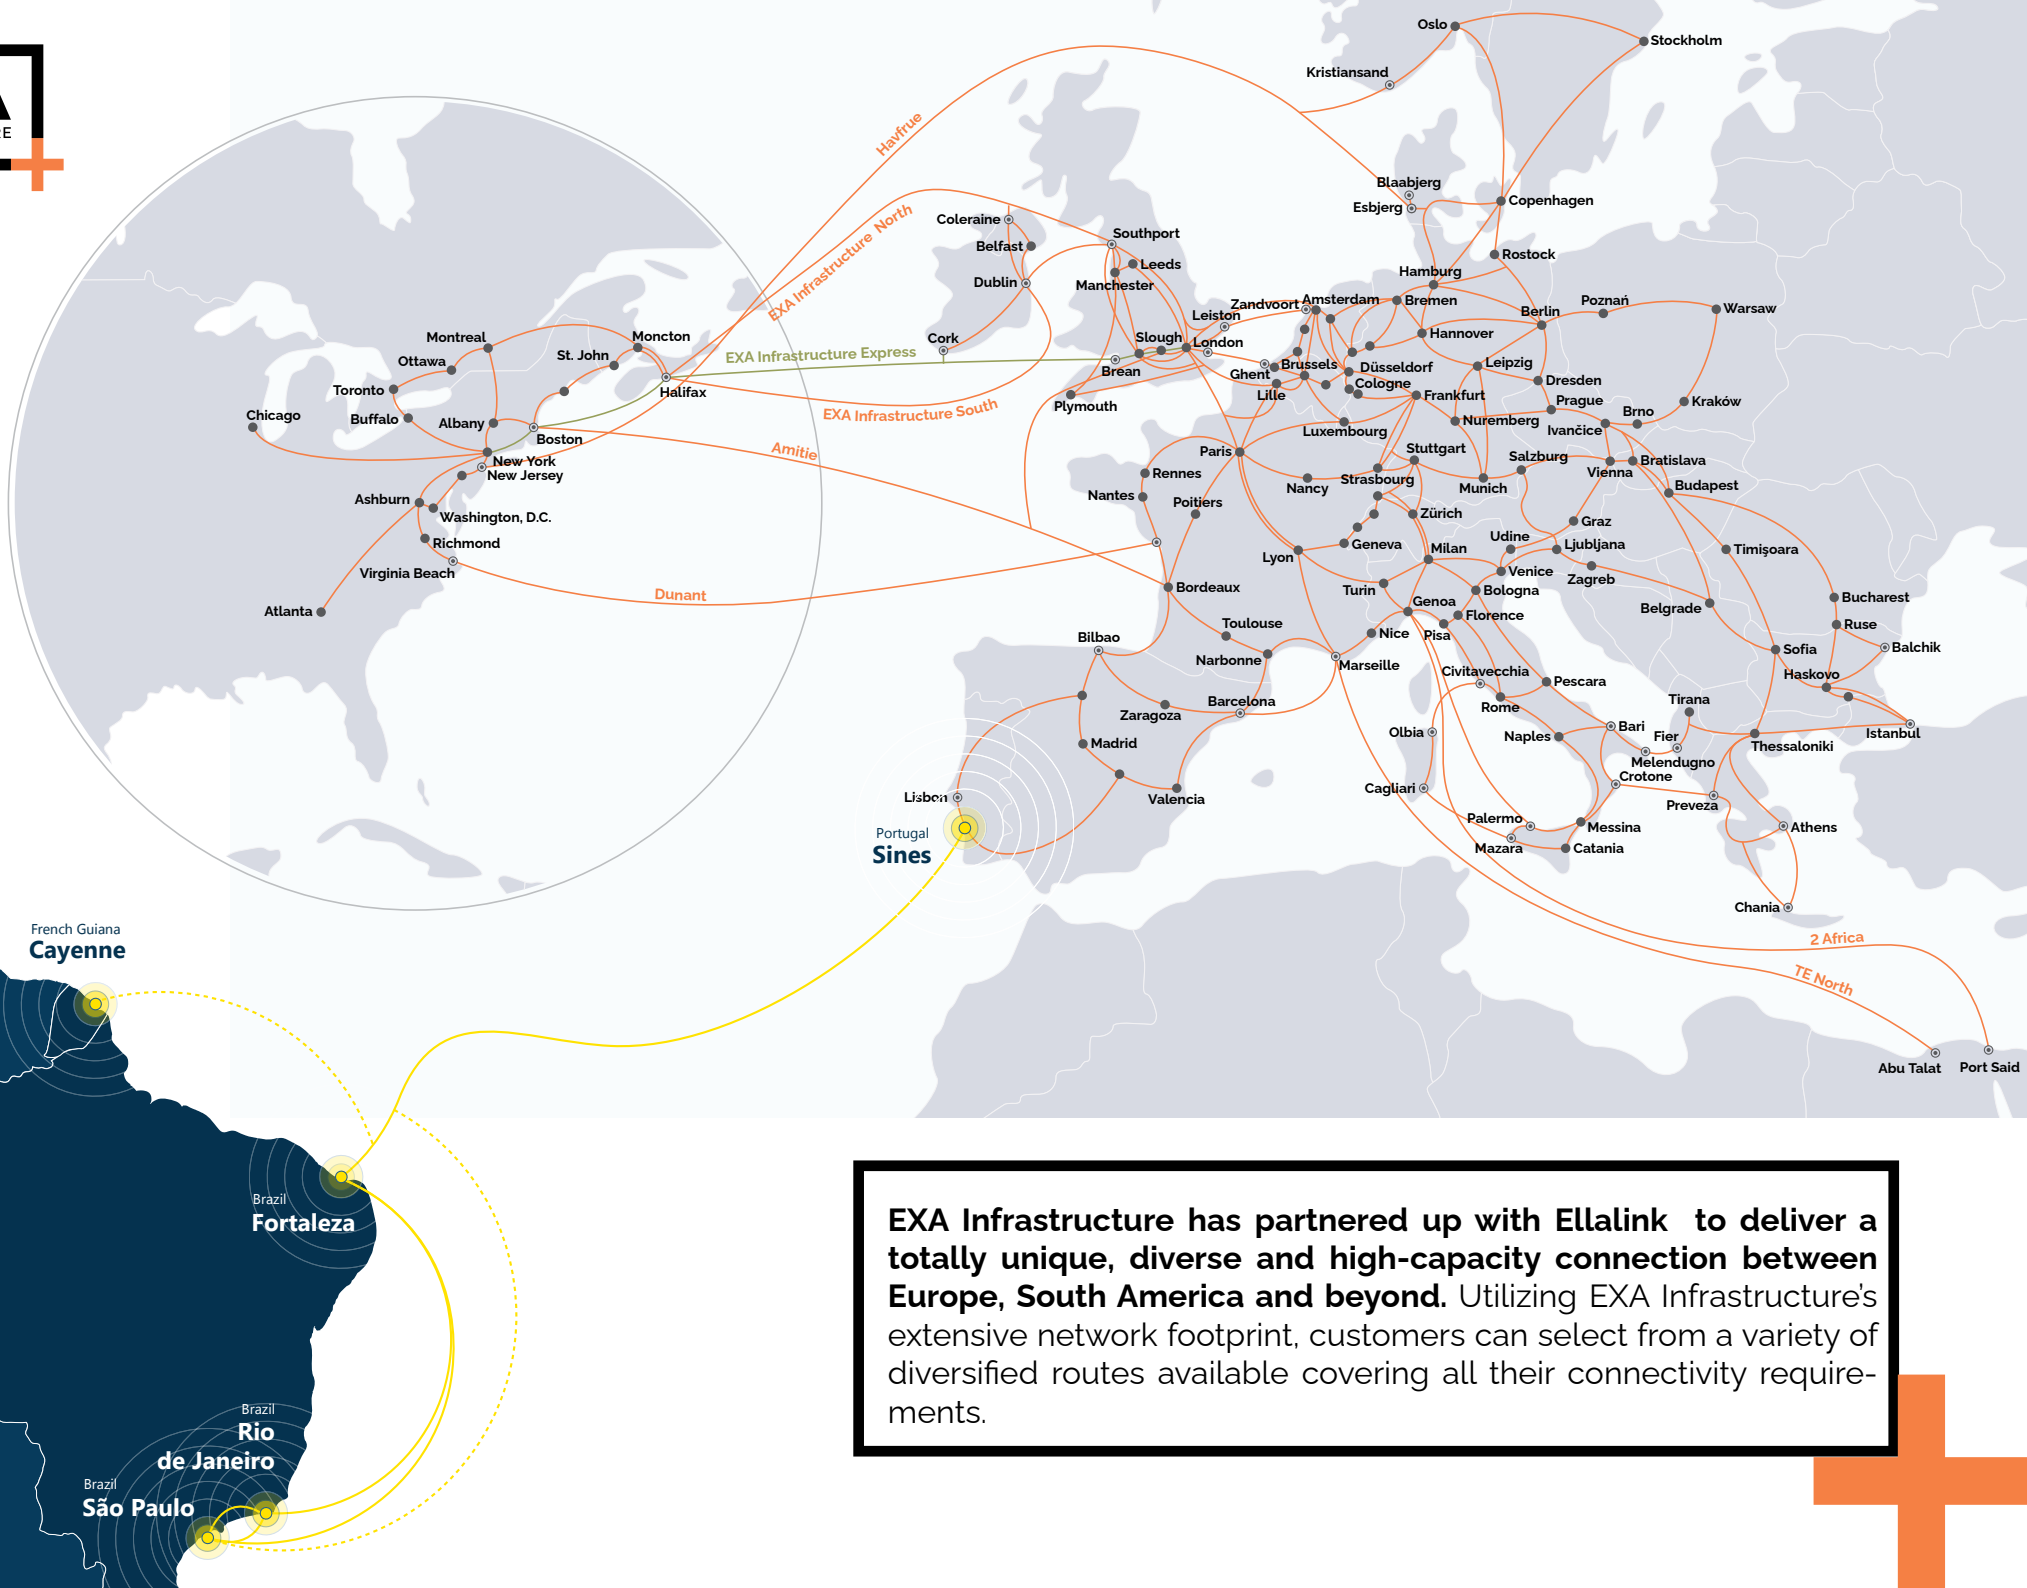 A
RE
Oslo
Stockholm
Kristiansand
Havfrue
Blaabjerg
Esbjerg
Copenhagen
EXA Infrastructure North
Coleraine
Southport
Belfast
Leeds
Rostock
Dublin
Manchester
Hamburg
Zandvoort
Amsterdam
Bremen
Poznań
Warsaw
Leiston
Berlin
Montreal
Moncton
Cork
Slough
London
Hannover
St. John
EXA Infrastructure Express
Ottawa
Brean
Ghent
Brussels
Düsseldorf
Leipzig
Toronto
Halifax
Lille
Cologne
Dresden
Chicago
Buffalo
Albany
EXA Infrastructure South
Plymouth
Frankfurt
Prague
Kraków
Boston
Luxembourg
Nuremberg
Ivančice
Brno
Amitie
Paris
Stuttgart
Salzburg
Vienna
Bratislava
New York
New Jersey
Rennes
Nancy
Strasbourg
Munich
Budapest
Ashburn
Nantes
Poitiers
Washington, D.C.
Zürich
Graz
Richmond
Geneva
Milan
Udine
Ljubljana
Timişoara
Virginia Beach
Lyon
Venice
Zagreb
Dunant
Bordeaux
Turin
Bologna
Bucharest
Atlanta
Genoa
Florence
Belgrade
Toulouse
Nice
Pisa
Ruse
Bilbao
Narbonne
Marseille
Sofia
Balchik
Civitavecchia
Pescara
Haskovo
Zaragoza
Barcelona
Rome
Tirana
Madrid
Olbia
Naples
Bari
Fier
Thessaloniki
Istanbul
Melendugno
Lisbon
Valencia
Cagliari
Crotone
Preveza
Palermo
Messina
Athens
Portugal
Sines
Mazara
Catania
Chania
2 Africa
TE North
Abu Talat
Port Said
French Guiana
Cayenne
Brazil
Fortaleza
Brazil
Rio
de Janeiro
Brazil
São Paulo
EXA Infrastructure has partnered up with Ellalink to deliver a
totally unique, diverse and high-capacity connection between
Europe, South America and beyond. Utilizing EXA Infrastructure's
extensive network footprint, customers can select from a variety of
diversified routes available covering all their connectivity require-
ments.